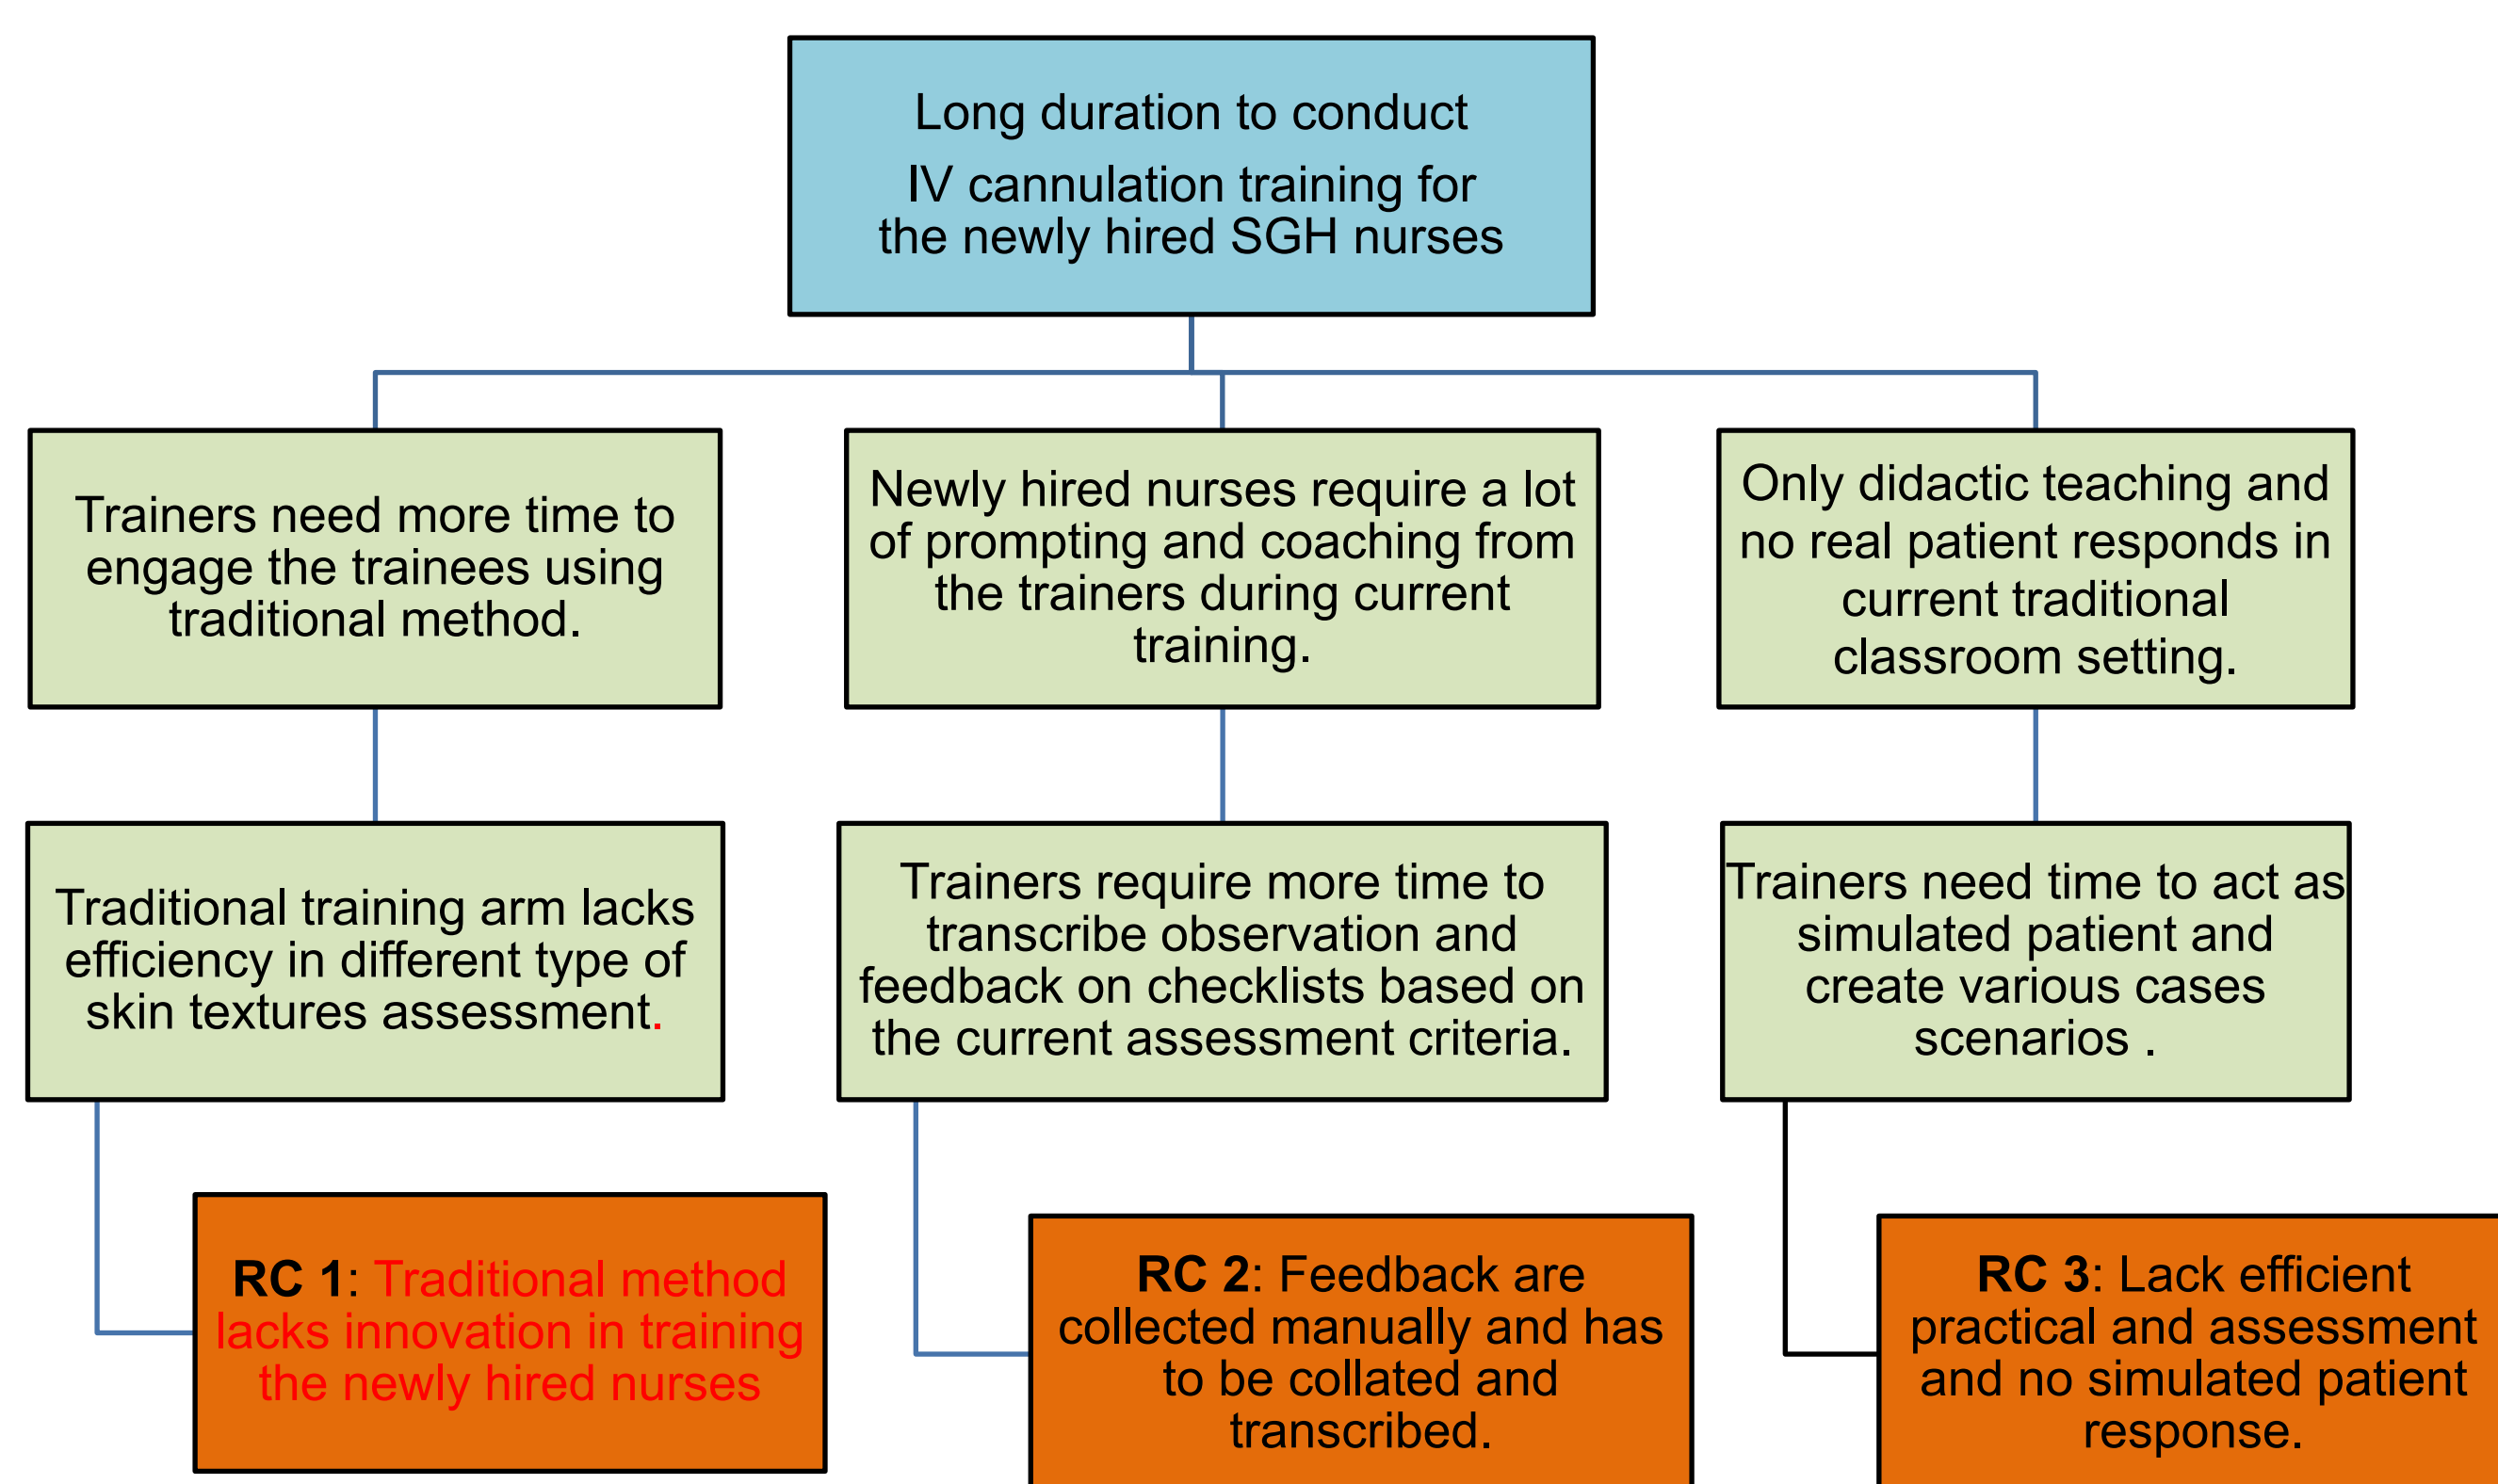 Long duration to conduct
IV cannulation training for
the newly hired SGH nurses
Trainers need more time to
engage the trainees using
traditional method.
Newly hired nurses require a lot
of prompting and coaching from
the trainers during current
training.
Only didactic teaching and
no real patient responds in
current traditional
classroom setting.
Traditional training arm lacks
efficiency in different type of
skin textures assessment.
Trainers require more time to
transcribe observation and
feedback on checklists based on
the current assessment criteria.
Trainers need time to act as
simulated patient and
create various cases
scenarios .
RC 1: Traditional method
lacks innovation in training
the newly hired nurses
RC 2: Feedback are
collected manually and has
to be collated and
transcribed.
RC 3: Lack efficient
practical and assessment
and no simulated patient
response.